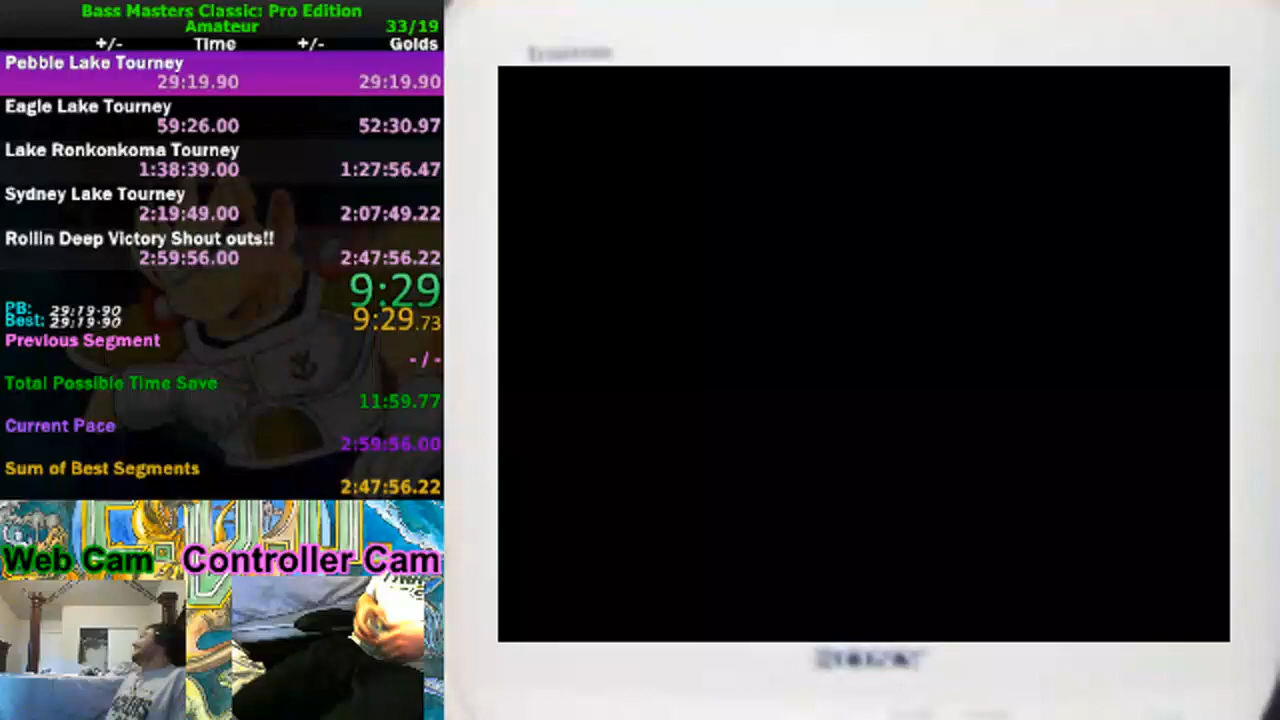 Bass Masters Classic: Pro Edition
Amateur 33/19
+/- Time +/- Golds
Pebble Lake Tourney
29:19.90 29:19.90
Eagle Lake Tourney
59:26.00 52:30.97
Lake Ronkonkoma Tourney
1:38:39.00 1:27:56.47
Sydney Lake Tourney
2:19:49.00 2:07:49.22
Rollin Deep Victory Shout outs!!
2:59:56.00 2:47:56.22
9:29
PB: 29:19.90
Best: 29:19.90
9:29.73
Previous Segment
- / -
Total Possible Time Save
11:59.77
Current Pace
2:59:56.00
Sum of Best Segments
2:47:56.22
Web Cam Controller Cam